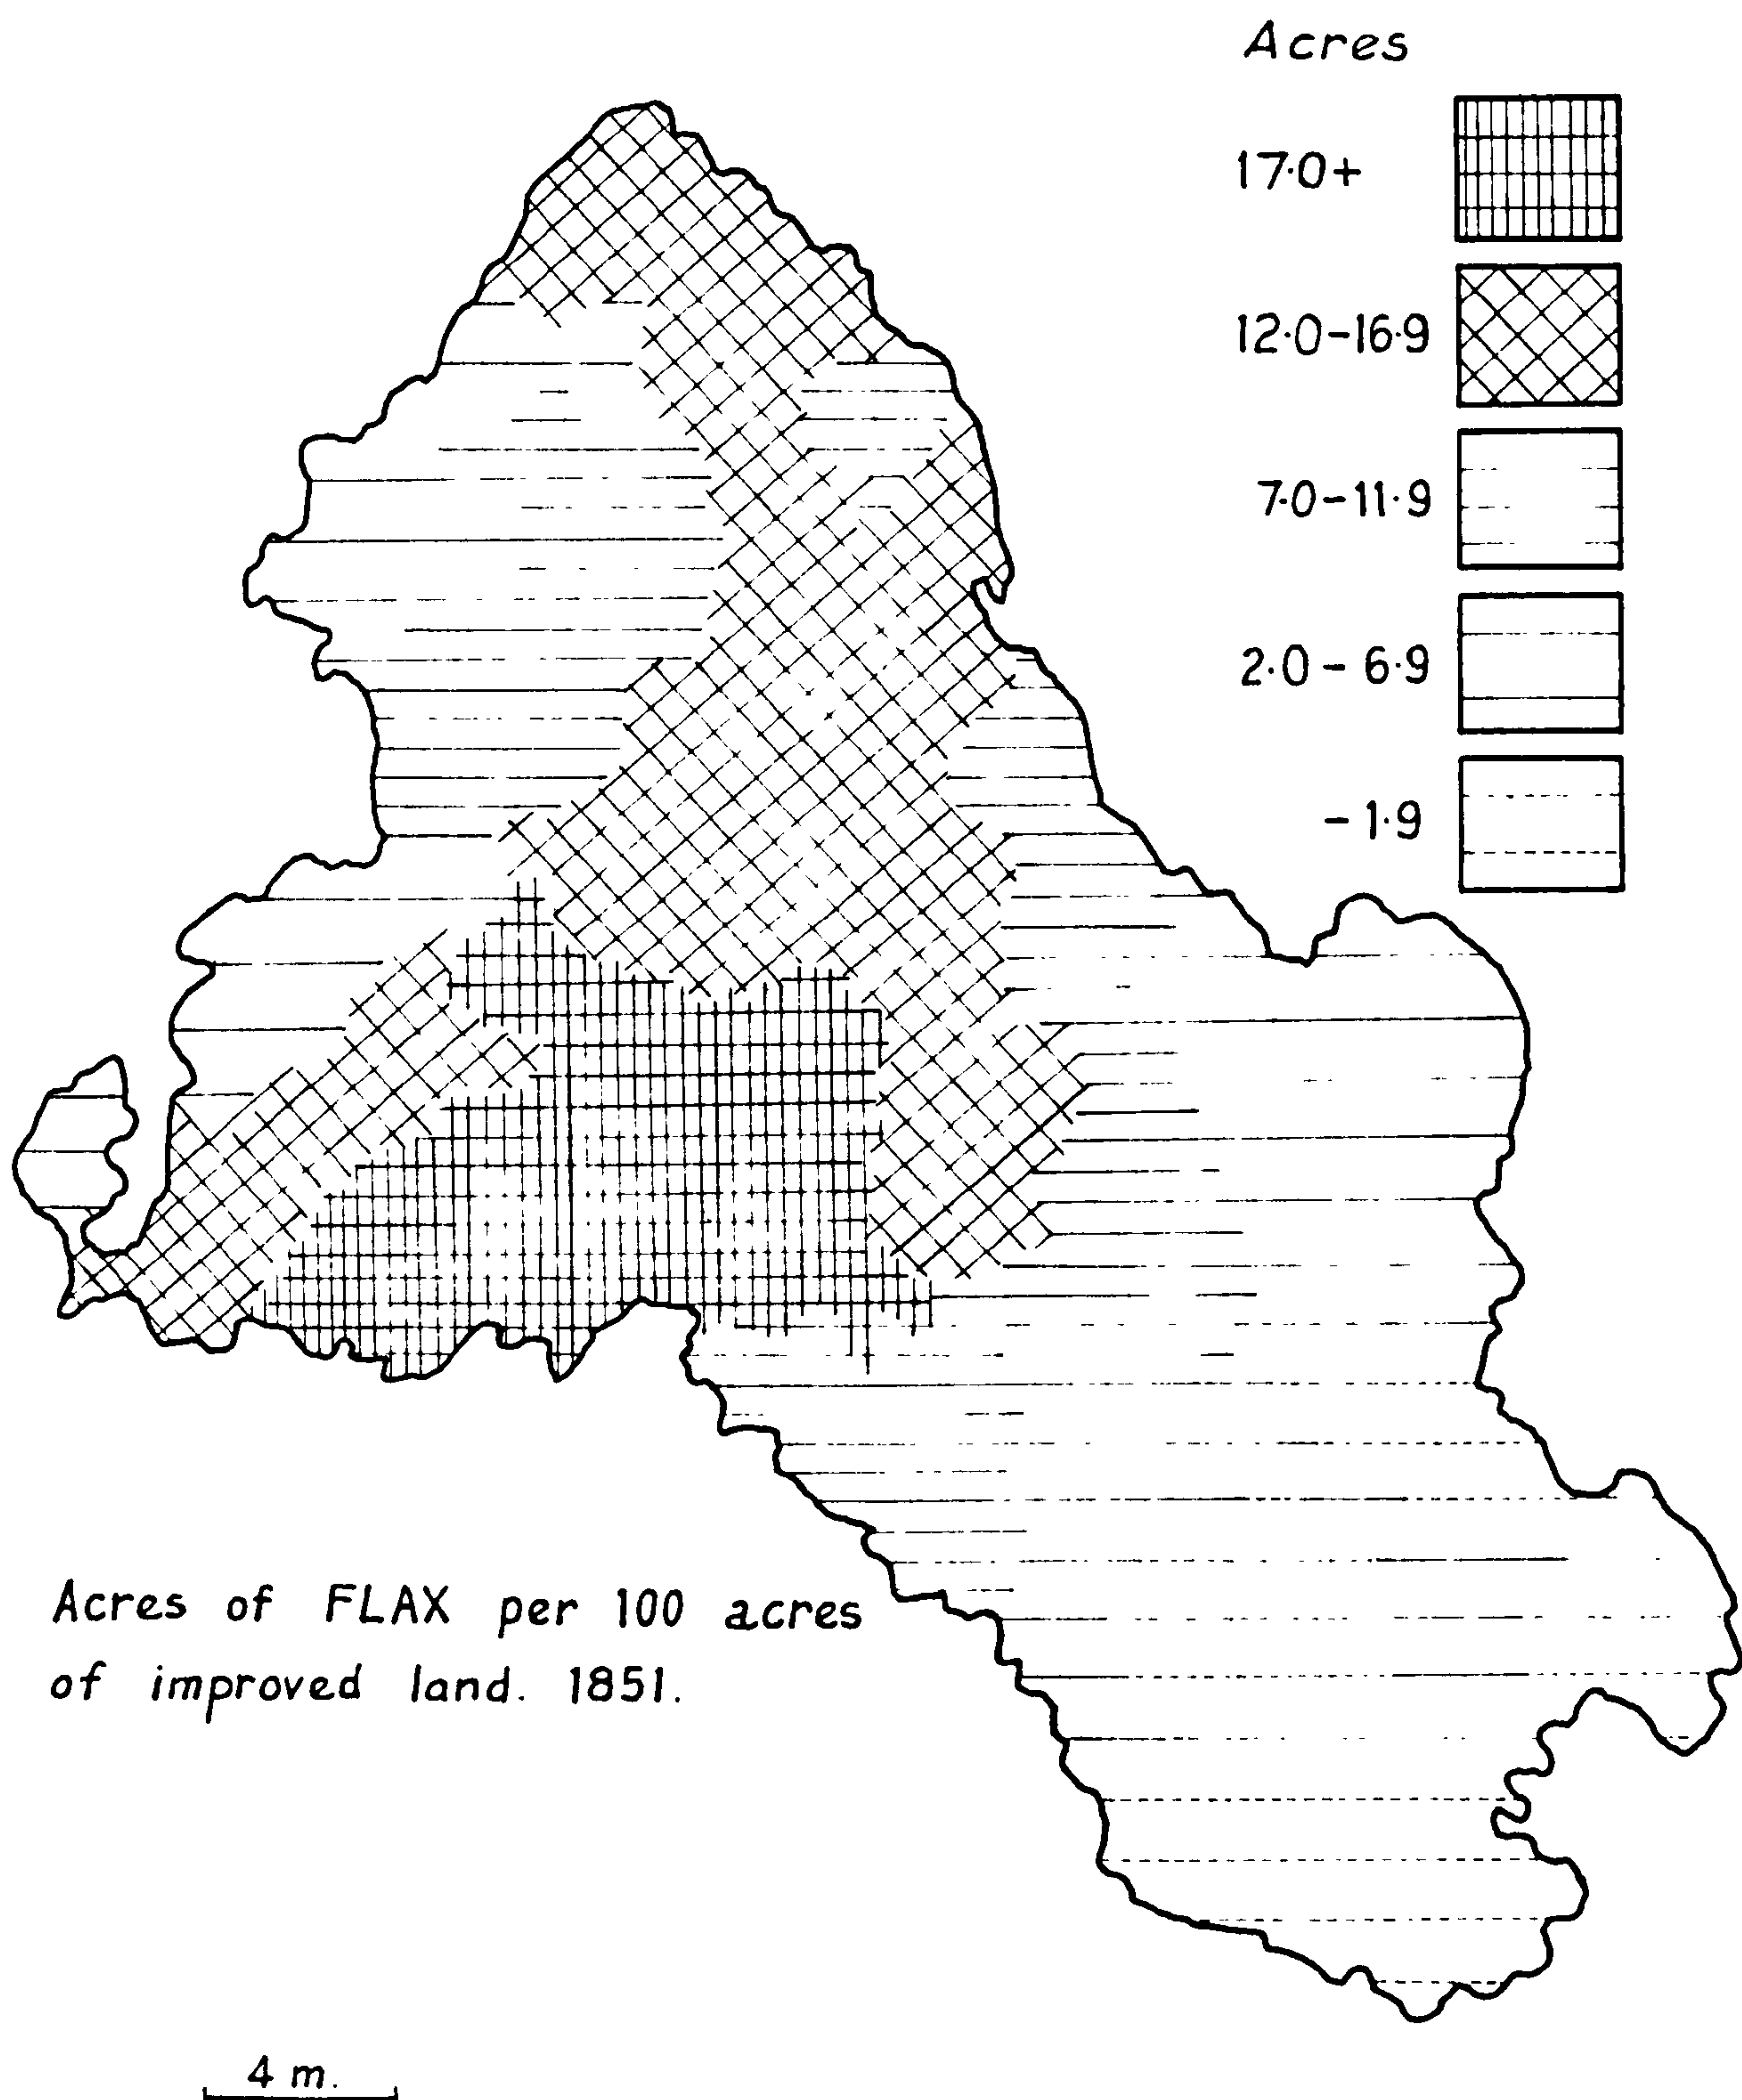 Acres
17·0+
12·0-16·9
7·0-11·9
2·0-6·9
-1·9
Acres of FLAX per 100 acres
of improved land. 1851.
4 m.